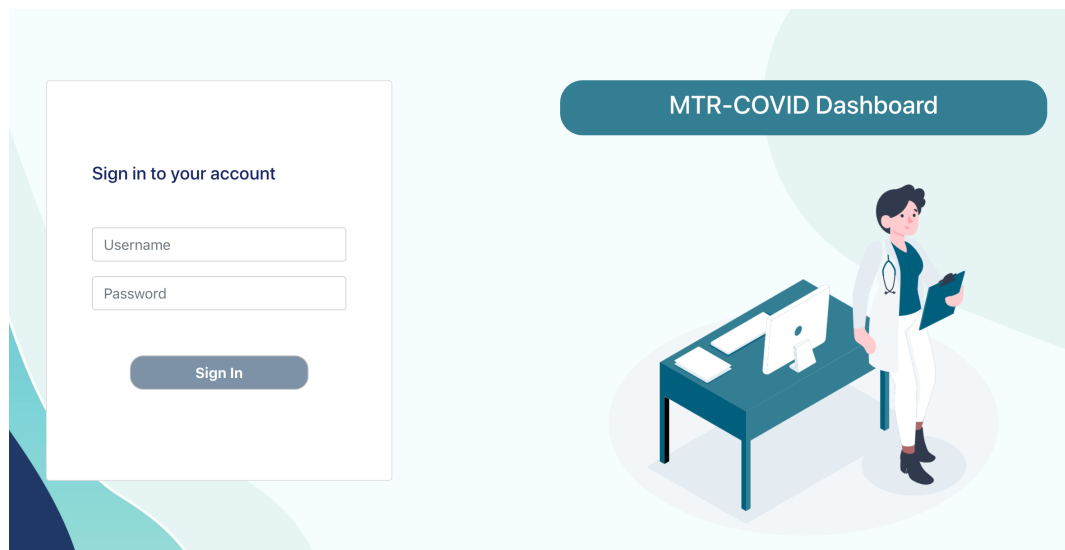 MTR-COVID Dashboard
Sign in to your account
Username
Password
Sign In